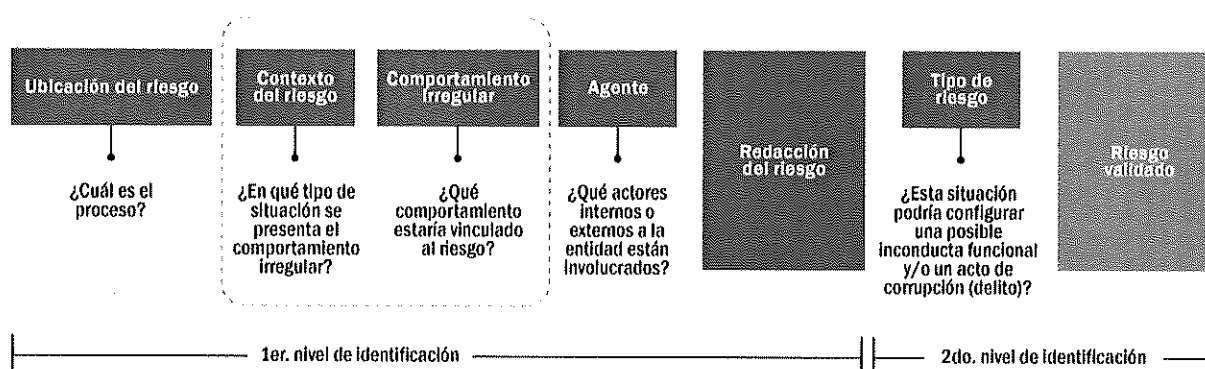 Ubicación del riesgo
Contexto
del riesgo
Comportamiento
irregular
Agente
Redacción
del riesgo
Tipo de
riesgo
Riesgo
validado
¿Cuál es el
proceso?
¿En qué tipo de
situación se
presenta el
comportamiento
irregular?
¿Qué
comportamiento
estaría vinculado
al riesgo?
¿Qué actores
internos o
externos a la
entidad están
involucrados?
¿Esta situación
podría configurar
una posible
inconducta funcional
y/o un acto de
corrupción (delito)?
1er. nivel de identificación
2do. nivel de identificación